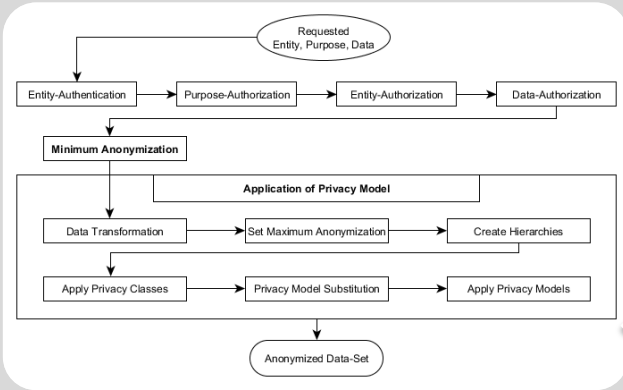 Requested
Entity, Purpose, Data
Entity-Authentication
Purpose-Authorization
Entity-Authorization
Data-Authorization
Minimum Anonymization
Application of Privacy Model
Data Transformation
Set Maximum Anonymization
Create Hierarchies
Apply Privacy Classes
Privacy Model Substitution
Apply Privacy Models
Anonymized Data-Set